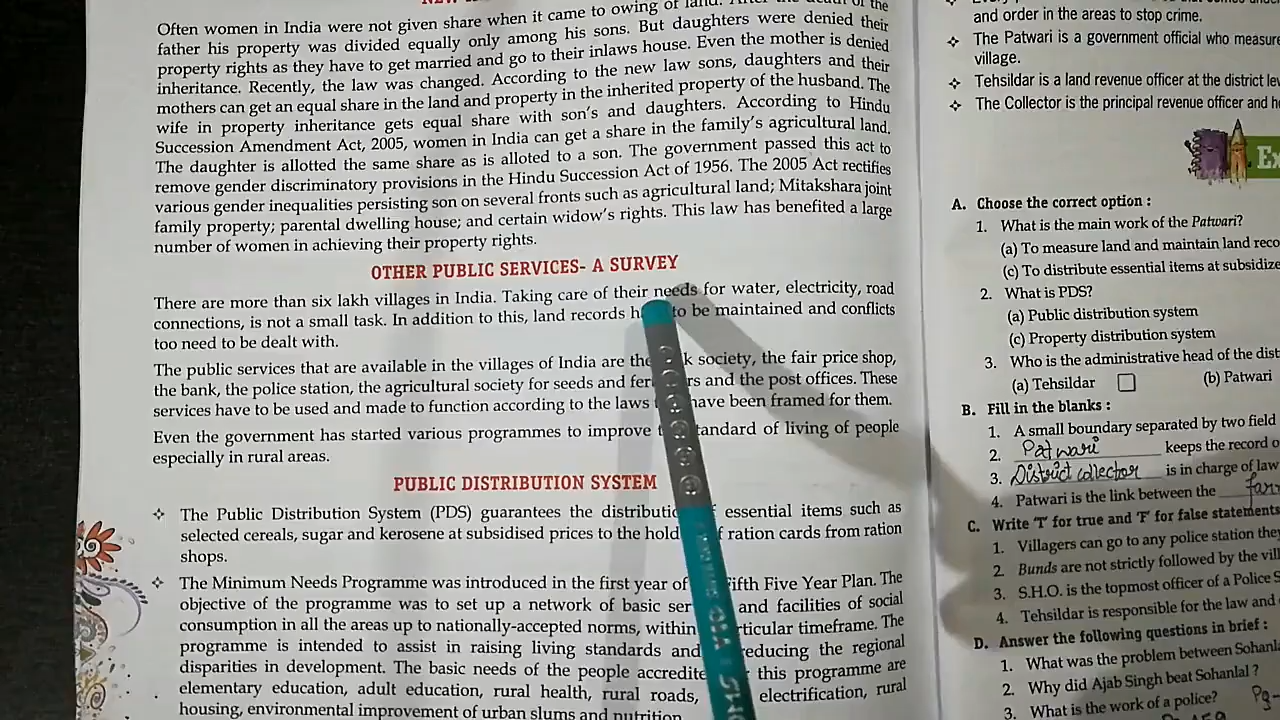 Often women in India were not given share when it came to owing of land. After the death of the
father his property was divided equally only among his sons. But daughters were denied their
property rights as they have to get married and go to their inlaws house. Even the mother is denied
inheritance. Recently, the law was changed. According to the new law sons, daughters and their
mothers can get an equal share in the land and property in the inherited property of the husband. The
wife in property inheritance gets equal share with son's and daughters. According to Hindu
Succession Amendment Act, 2005, women in India can get a share in the family's agricultural land.
The daughter is allotted the same share as is alloted to a son. The government passed this act to
remove gender discriminatory provisions in the Hindu Succession Act of 1956. The 2005 Act rectifies
various gender inequalities persisting son on several fronts such as agricultural land; Mitakshara joint
family property; parental dwelling house; and certain widow's rights. This law has benefited a large
number of women in achieving their property rights.
OTHER PUBLIC SERVICES- A SURVEY
There are more than six lakh villages in India. Taking care of their needs for water, electricity, road
connections, is not a small task. In addition to this, land records to be maintained and conflicts
too need to be dealt with.
The public services that are available in the villages of India are the society, the fair price shop,
the bank, the police station, the agricultural society for seeds and and the post offices. These
services have to be used and made to function according to the laws have been framed for them.
Even the government has started various programmes to improve standard of living of people
especially in rural areas.
PUBLIC DISTRIBUTION SYSTEM
❖ The Public Distribution System (PDS) guarantees the essential items such as
selected cereals, sugar and kerosene at subsidised prices to the ration cards from ration
shops.
❖ The Minimum Needs Programme was introduced in the first year of Fifth Five Year Plan. The
objective of the programme was to set up a network of basic and facilities of social
consumption in all the areas up to nationally-accepted norms, within timeframe. The
programme is intended to assist in raising living standards and reducing the regional
disparities in development. The basic needs of the people this programme are
elementary education, adult education, rural health, rural roads, electrification, rural
housing, environmental improvement of urban slums and nutrition
and order in the areas to stop crime.
❖ The Patwari is a government official who measure
village.
❖ Tehsildar is a land revenue officer at the district
❖ The Collector is the principal revenue officer and
A. Choose the correct option :
1. What is the main work of the Patwari?
(a) To measure land and maintain land
(c) To distribute essential items at
2. What is PDS?
(a) Public distribution system
(c) Property distribution system
3. Who is the administrative head of the
(a) Tehsildar (b) Patwari
B. Fill in the blanks :
1. A small boundary separated by two field
2. Patwari keeps the record
3. District collector is in charge of law
4. Patwari is the link between the
C. Write 'T' for true and 'F' for false statements
1. Villagers can go to any police station they
2. Bunds are not strictly followed by the
3. S.H.O. is the topmost officer of a Police
4. Tehsildar is responsible for the law and
D. Answer the following questions in brief :
1. What was the problem between
2. Why did Ajab Singh beat Sohanlal ?
3. What is the work of a police?